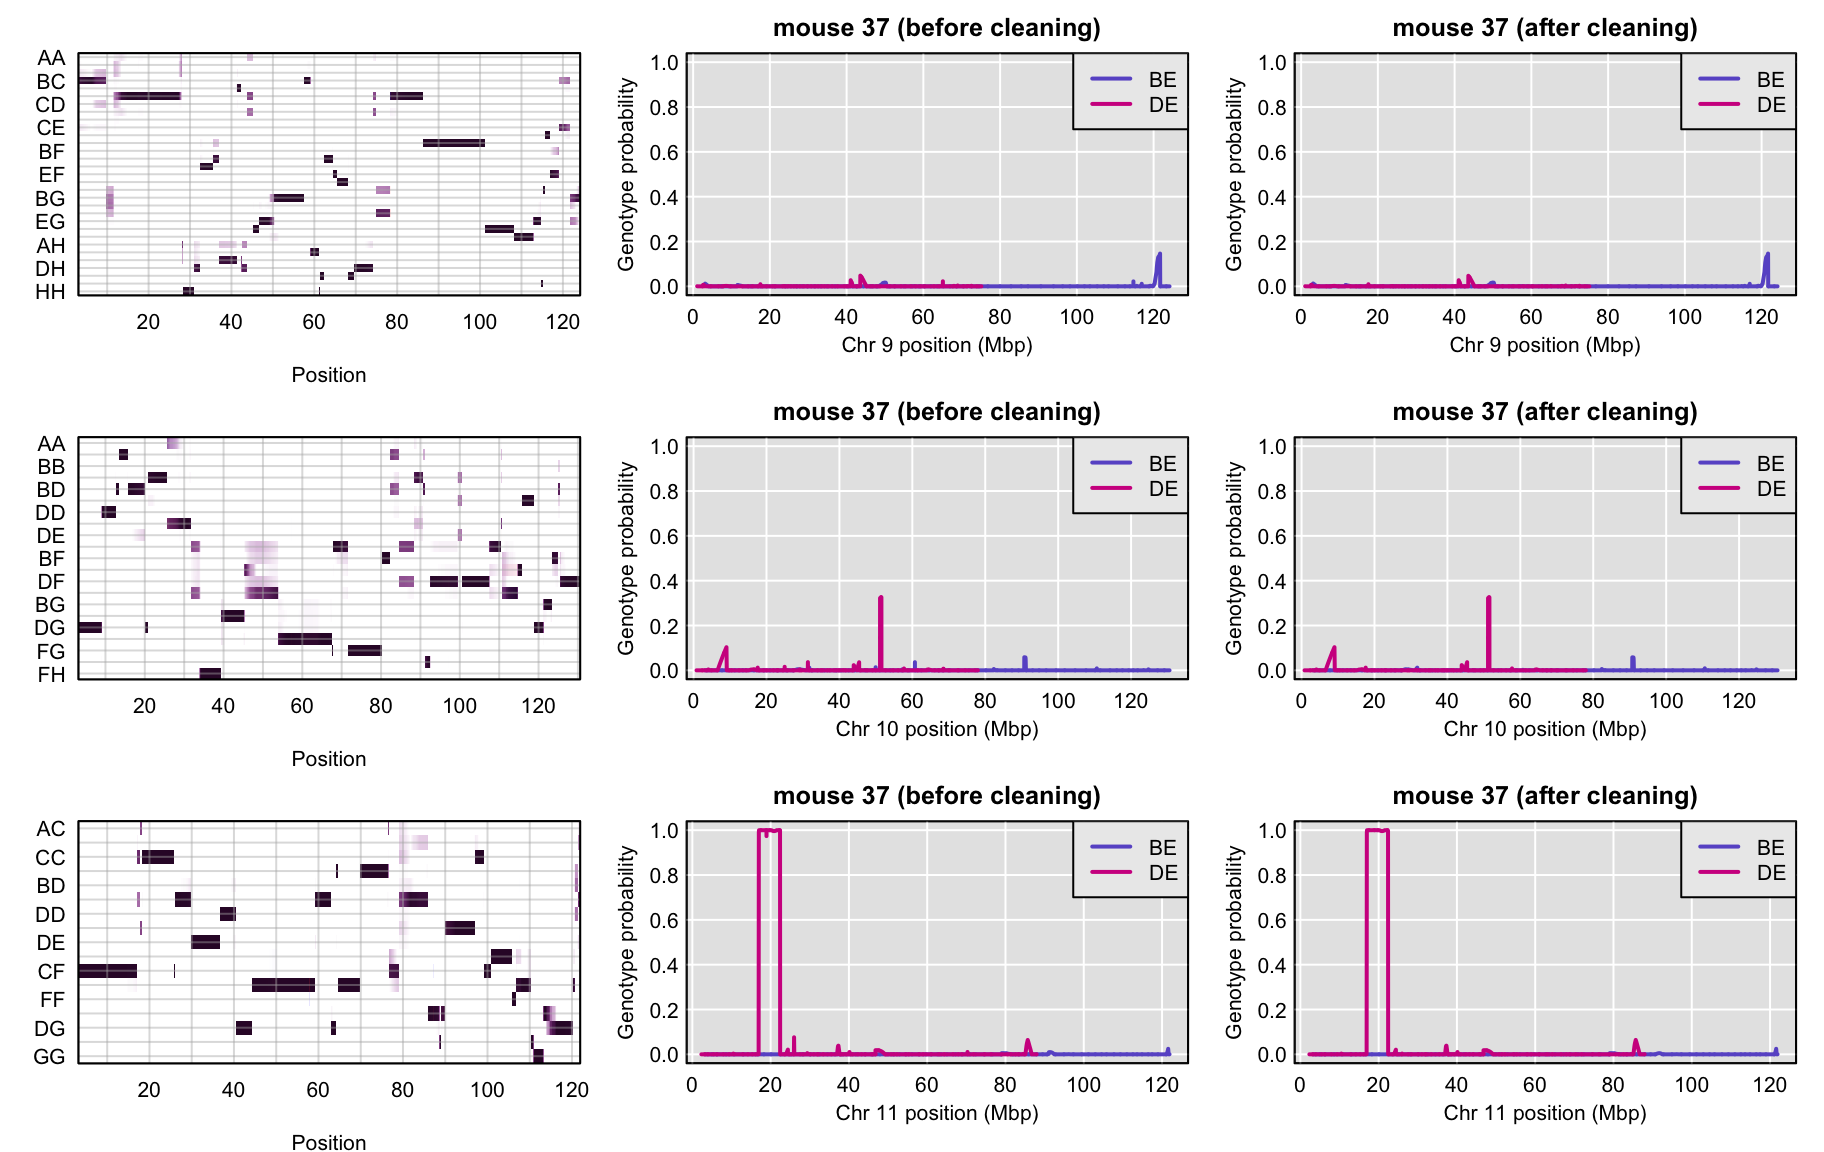 AA
BC
CD
CE
BF
EF
BG
EG
AH
DH
HH
20 40 60 80 100 120
Position
mouse 37 (before cleaning)
1.0
0.8
0.6
0.4
0.2
0.0
Genotype probability
BE
DE
0 20 40 60 80 100 120
Chr 9 position (Mbp)
mouse 37 (after cleaning)
1.0
0.8
0.6
0.4
0.2
0.0
Genotype probability
BE
DE
0 20 40 60 80 100 120
Chr 9 position (Mbp)
AA
BB
BD
DD
DE
BF
DF
BG
DG
FG
FH
20 40 60 80 100 120
Position
mouse 37 (before cleaning)
1.0
0.8
0.6
0.4
0.2
0.0
Genotype probability
BE
DE
0 20 40 60 80 100 120
Chr 10 position (Mbp)
mouse 37 (after cleaning)
1.0
0.8
0.6
0.4
0.2
0.0
Genotype probability
BE
DE
0 20 40 60 80 100 120
Chr 10 position (Mbp)
AC
CC
BD
DD
DE
CF
FF
DG
GG
20 40 60 80 100 120
Position
mouse 37 (before cleaning)
1.0
0.8
0.6
0.4
0.2
0.0
Genotype probability
BE
DE
0 20 40 60 80 100 120
Chr 11 position (Mbp)
mouse 37 (after cleaning)
1.0
0.8
0.6
0.4
0.2
0.0
Genotype probability
BE
DE
0 20 40 60 80 100 120
Chr 11 position (Mbp)